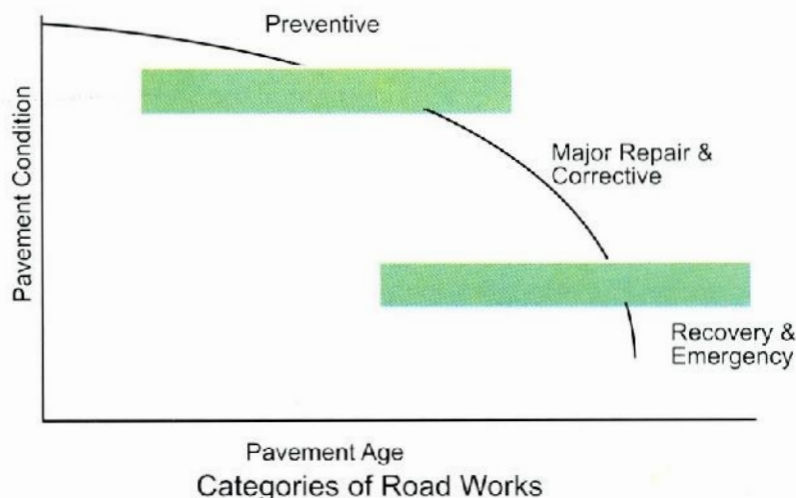 Preventive
Pavement Condition
Major Repair &
Corrective
Recovery &
Emergency
Pavement Age
Categories of Road Works